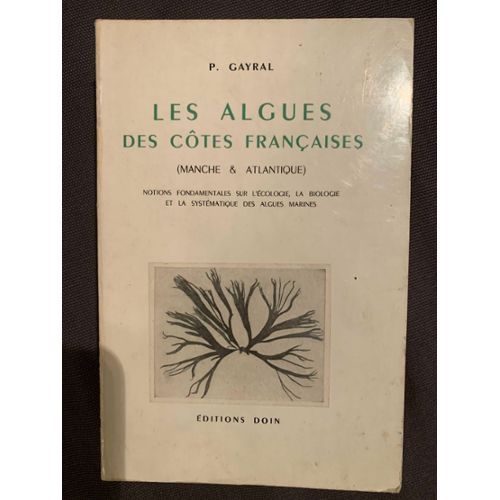 P. GAYRAL
LES ALGUES
DES CÔTES FRANÇAISES
(MANCHE & ATLANTIQUE)
NOTIONS FONDAMENTALES SUR L'ÉCOLOGIE, LA BIOLOGIE
ET LA SYSTÉMATIQUE DES ALGUES MARINES
ÉDITIONS DOIN